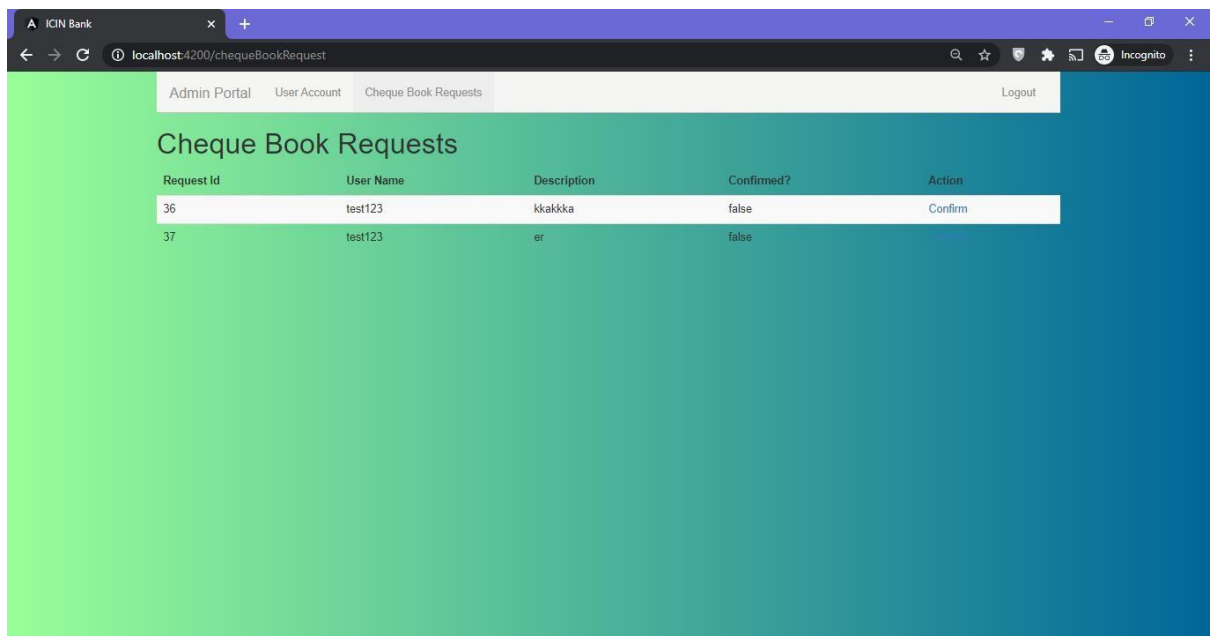 ICIN Bank
localhost:4200/chequeBookRequest
Incognito
Admin Portal User Account Cheque Book Requests Logout
Cheque Book Requests
Request Id User Name Description Confirmed? Action
36 test123 kkakkka false Confirm
37 test123 er false